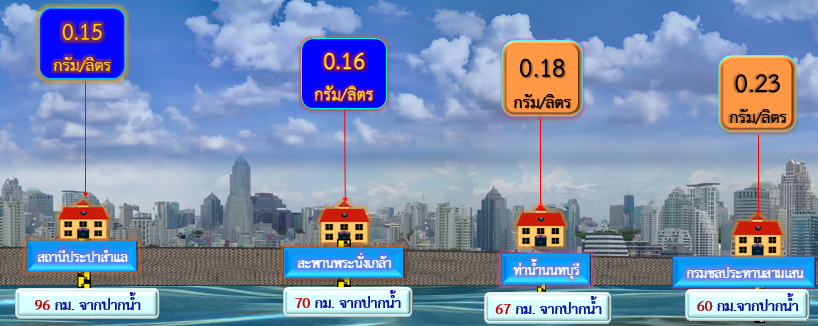 0.15
กรัม/ลิตร
0.16
กรัม/ลิตร
0.18
กรัม/ลิตร
0.23
กรัม/ลิตร
สถานีประปาสำแล
สะพานพระนั่งเกล้า
ท่าน้ำนนทบุรี
กรมชลประทานสามเสน
96 กม. จากปากน้ำ
70 กม. จากปากน้ำ
67 กม. จากปากน้ำ
60 กม.จากปากน้ำ